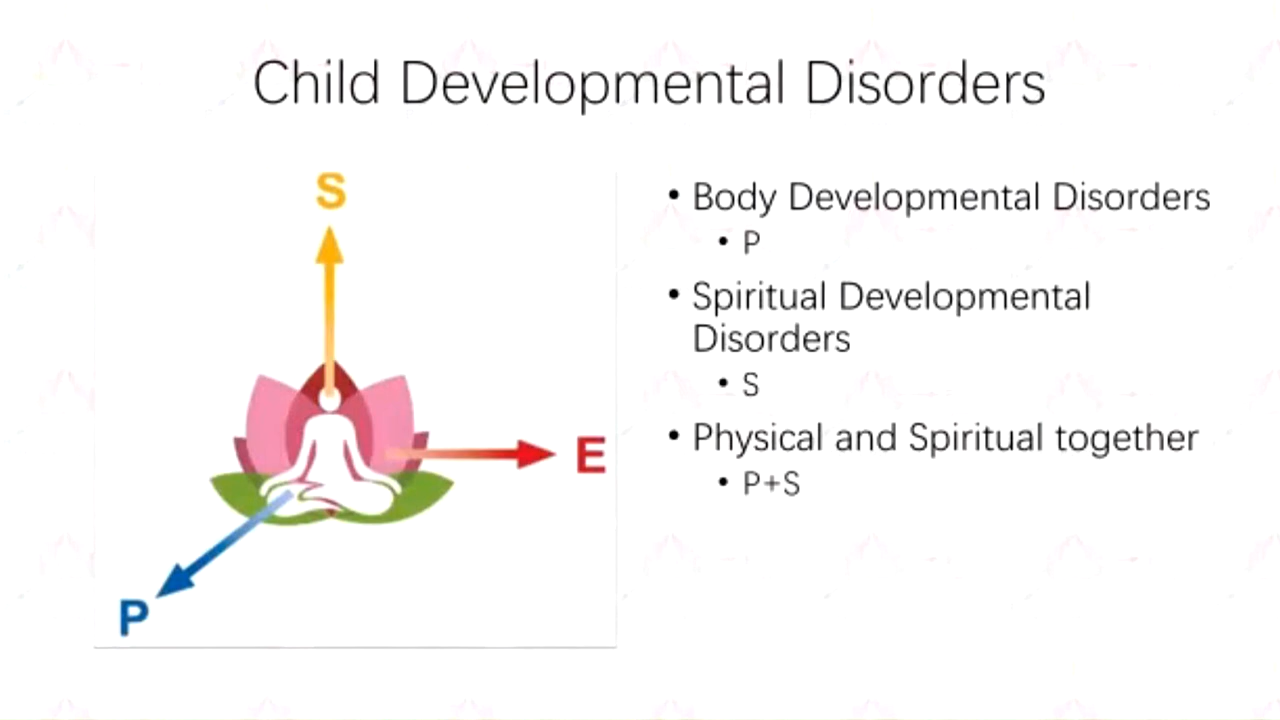 Child Developmental Disorders
S
E
P
• Body Developmental Disorders
• P
• Spiritual Developmental
Disorders
• S
• Physical and Spiritual together
• P+S